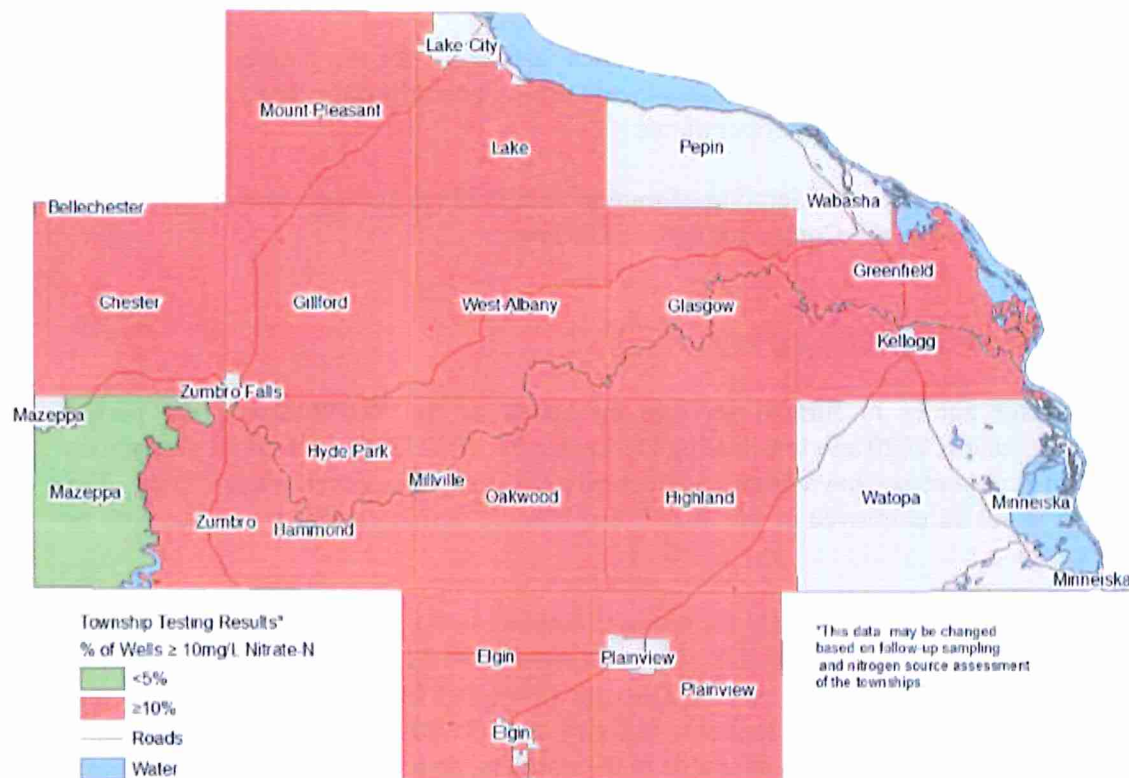 Lake City
Mount Pleasant
Lake
Pepin
Wabasha
Bellechester
Chester
Gillford
West Albany
Glasgow
Greenfield
Kellogg
Zumbro Falls
Mazeppa
Hyde Park
Millville
Mazeppa
Oakwood
Highland
Watopa
Minneiska
Zumbro
Hammond
Minneiska
Township Testing Results*
% of Wells ≥ 10mg/L Nitrate-N
<5%
≥10%
Roads
Water
Elgin
Plainview
Plainview
Elgin
*This data may be changed
based on follow-up sampling
and nitrogen source assessment
of the townships